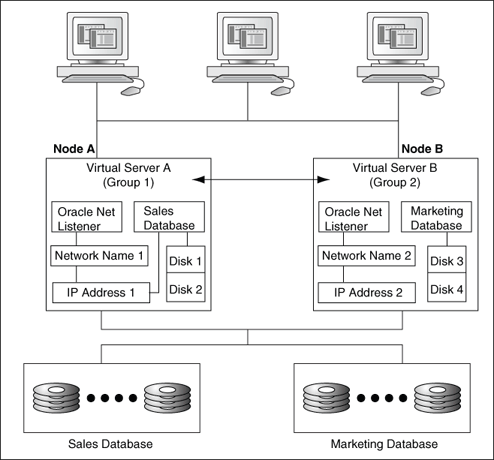 Node A
Node B
Virtual Server A
(Group 1)
Virtual Server B
(Group 2)
Oracle Net
Listener
Sales
Database
Network Name 1
IP Address 1
Disk 1
Disk 2
Oracle Net
Listener
Marketing
Database
Network Name 2
IP Address 2
Disk 3
Disk 4
Sales Database
Marketing Database